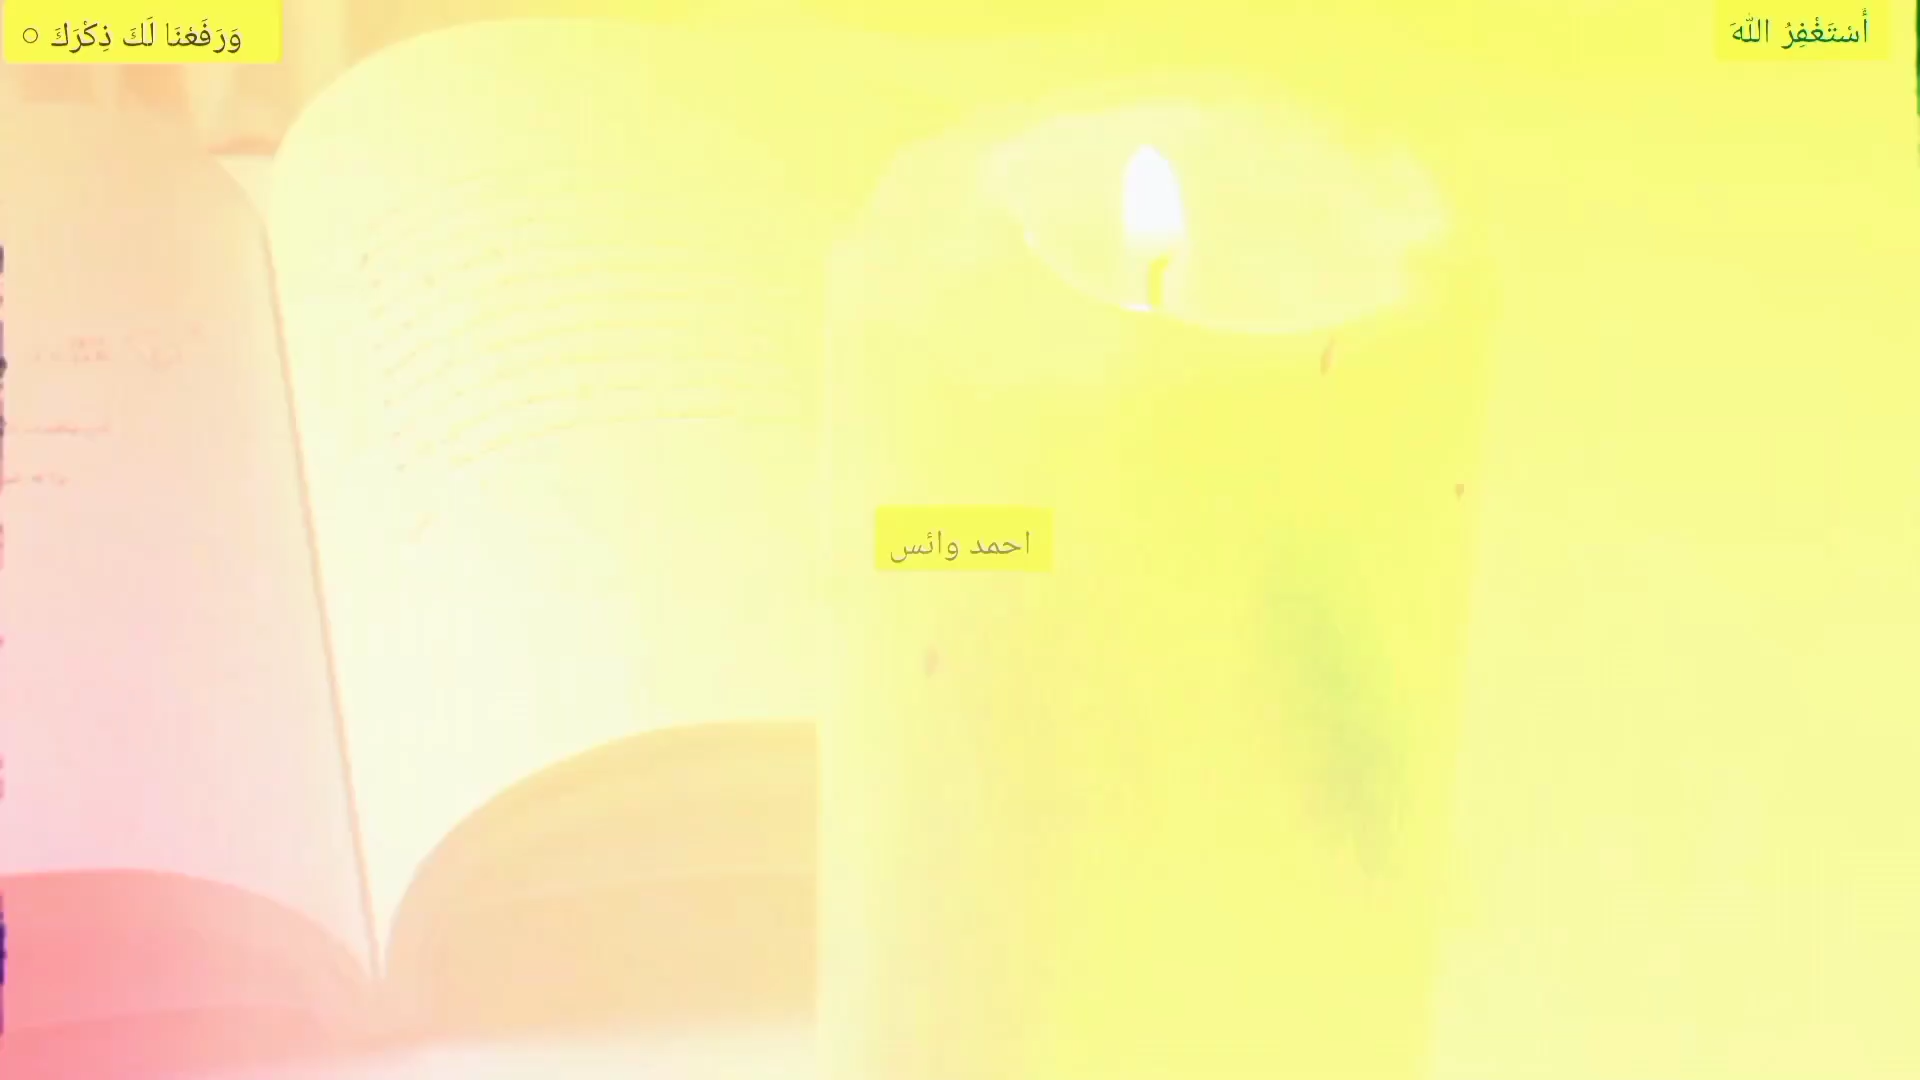 وَرَفَعْنَا لَكَ ذِكْرَكَ ○
أَسْتَغْفِرُ اللّٰهَ
احمد وائس